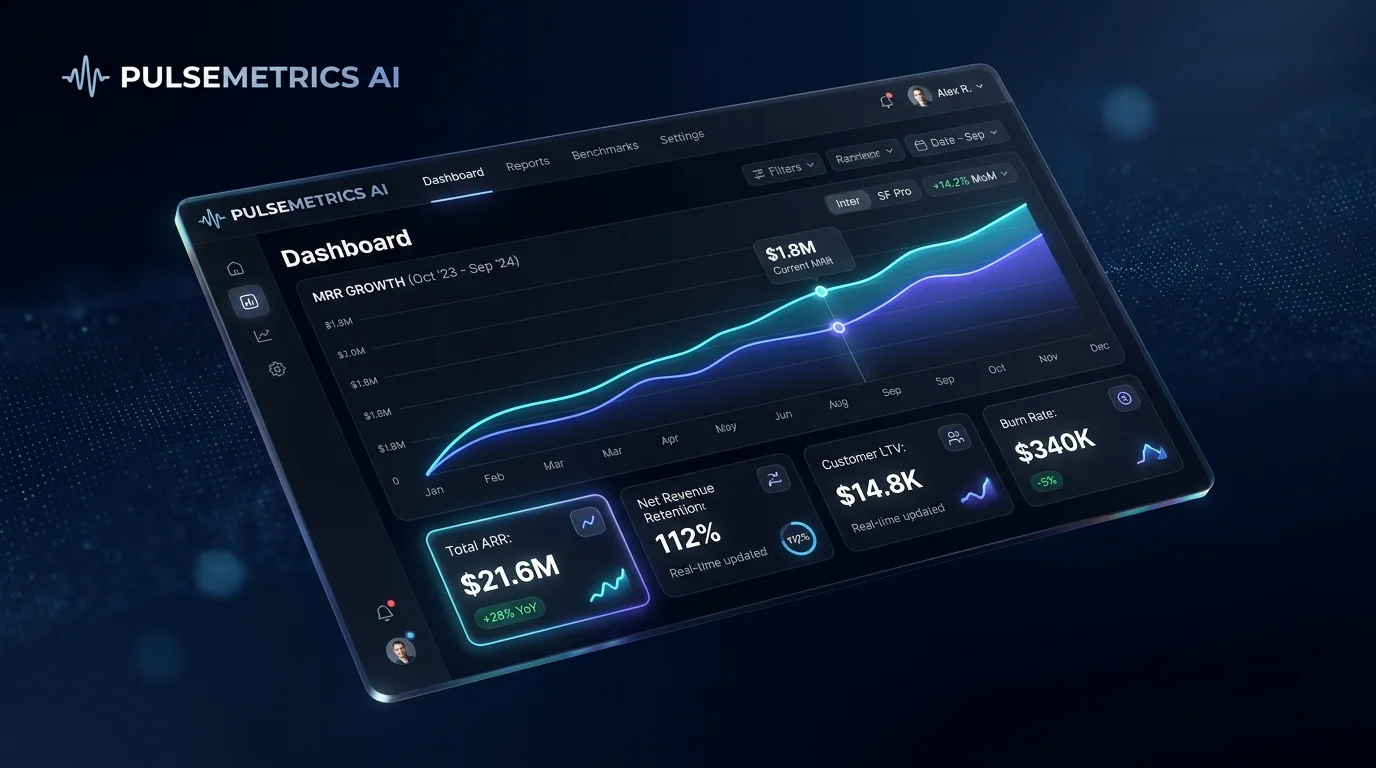 PULSEMETRICS AI
Alex R.
PULSEMETRICS AI
Dashboard
Reports
Benchmarks
Settings
Filters
Date - Sep
Dashboard
Inter
SF Pro
+14.2% MoM
MRR GROWTH (Oct '23 - Sep '24)
$1.8M
Current MRR
$1.8M
$2.0M
$1.8M
$1.8M
$1.8M
0
Jan
Feb
Mar
Mar
Apr
May
Jun
Aug
Sep
Sep
Oct
Nov
Dec
Total ARR:
$21.6M
+28% YoY
Net Revenue
Retention:
112%
Real-time updated
112%
Customer LTV:
$14.8K
Real-time updated
Burn Rate:
$340K
-5%